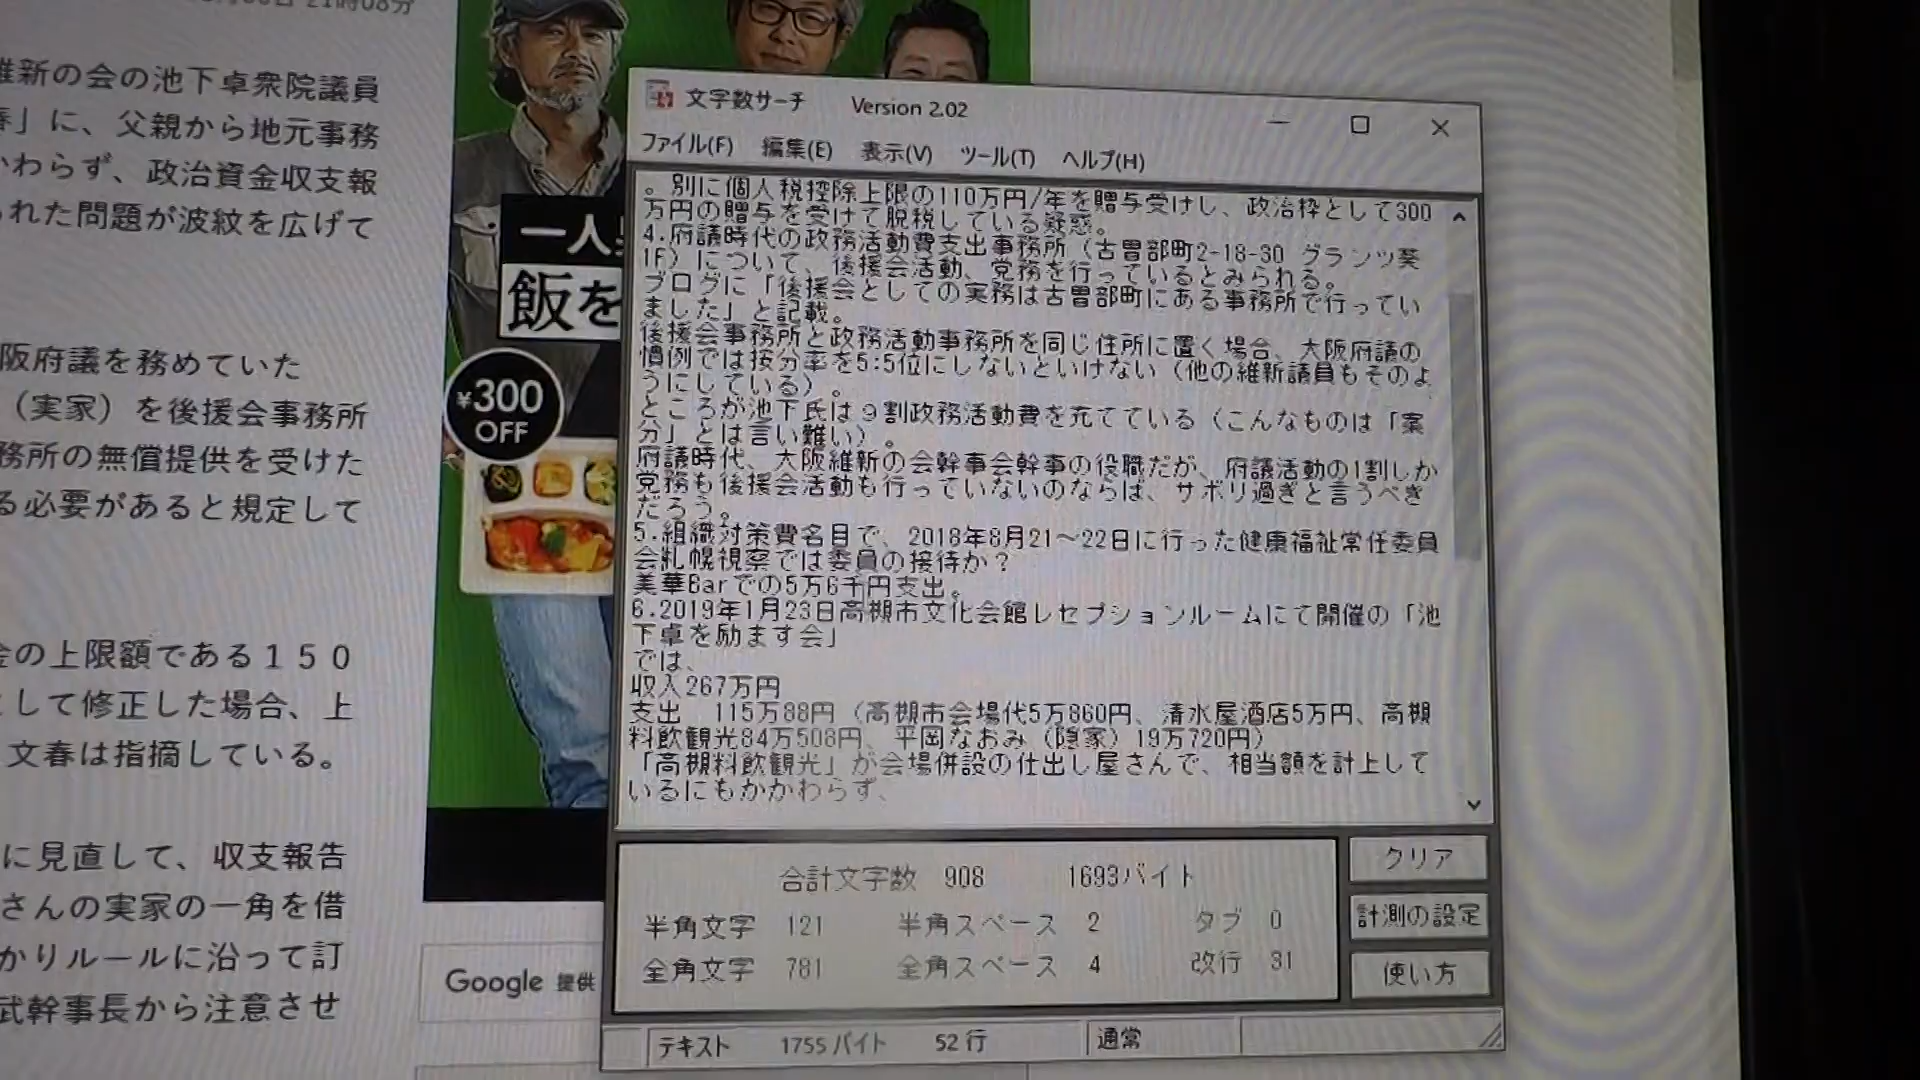 21時08分
維新の会の池下卓衆院議員
春」に、父親から地元事務
かわらず、政治資金収支報
られた問題が波紋を広げて
阪府議を務めていた
（実家）を後援会事務所
務所の無償提供を受けた
る必要があると規定して
金の上限額である１５０
として修正した場合、上
文春は指摘している。
に見直して、収支報告
さんの実家の一角を借
かりルールに沿って訂
武幹事長から注意させ
一人
飯を
¥300
OFF
Google 提供
文字数サーチ Version 2.02
ファイル(F) 編集(E) 表示(V) ツール(T) ヘルプ(H)
。別に個人税控除上限の110万円/年を贈与受けし、政治枠として300
万円の贈与を受けて脱税している疑惑。
4.府議時代の政務活動費支出事務所（古曽部町2-18-30 グランツ葵
1F）について、後援会活動、党務を行っているとみられる。
ブログに「後援会としての実務は古曽部町にある事務所で行ってい
ました」と記載。
後援会事務所と政務活動事務所を同じ住所に置く場合、大阪府議の
慣例では按分率を5:5位にしないといけない（他の維新議員もそのよ
うにしている）。
ところが池下氏は９割政務活動費を充てている（こんなものは「案
分」とは言い難い）。
府議時代、大阪維新の会幹事会幹事の役職だが、府議活動の1割しか
党務も後援会活動も行っていないのならば、サボリ過ぎと言うべき
だろう。
5.組織対策費名目で、2018年8月21～22日に行った健康福祉常任委員
会札幌視察では委員の接待か？
美華Barでの5万6千円支出。
6.2019年1月23日高槻市文化会館レセプションルームにて開催の「池
下卓を励ます会」
では、
収入267万円
支出　115万88円（高槻市会場代5万860円、清水屋酒店5万円、高槻
料飲観光84万508円、平岡なおみ（陰家）19万720円）
「高槻料飲観光」が会場併設の仕出し屋さんで、相当額を計上して
いるにもかかわらず、
合計文字数 908 1693バイト
半角文字 121 半角スペース 2 タブ 0
全角文字 781 全角スペース 4 改行 31
クリア
計測の設定
使い方
テキスト 1755バイト 52行 通常